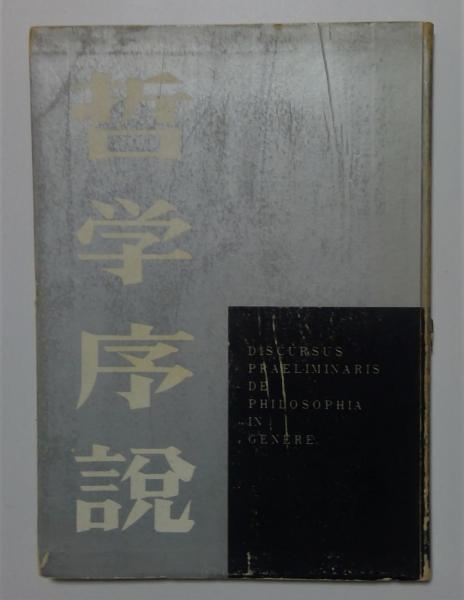 哲学序説
DISCURSUS
PRAELIMINARIS
DE
PHILOSOPHIA
IN
GENERE